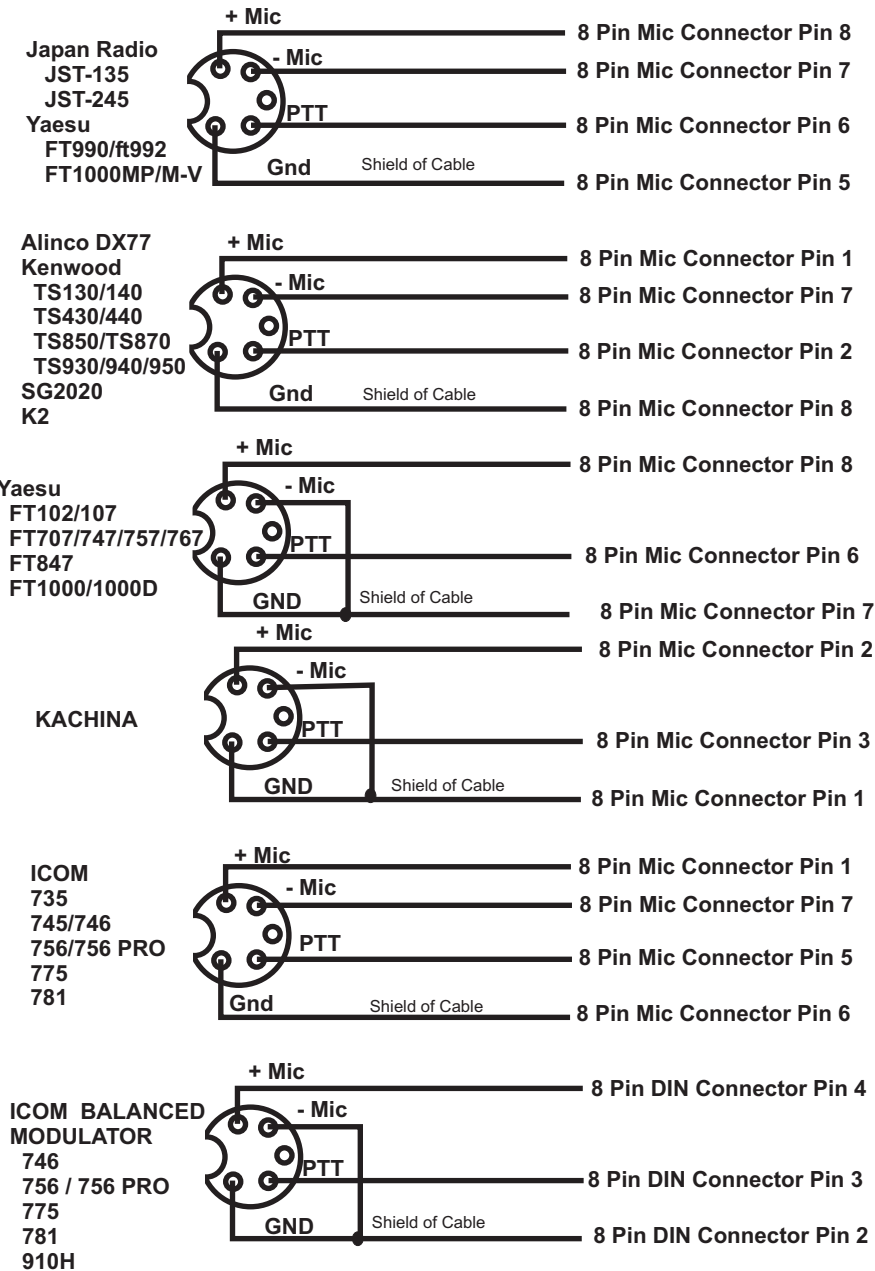 + Mic
8 Pin Mic Connector Pin 8
Japan Radio
- Mic
8 Pin Mic Connector Pin 7
JST-135
JST-245
PTT
8 Pin Mic Connector Pin 6
Yaesu
FT990/ft992
FT1000MP/M-V
Gnd
Shield of Cable
8 Pin Mic Connector Pin 5
Alinco DX77
+ Mic
8 Pin Mic Connector Pin 1
Kenwood
- Mic
8 Pin Mic Connector Pin 7
TS130/140
TS430/440
PTT
8 Pin Mic Connector Pin 2
TS850/TS870
TS930/940/950
SG2020
Gnd
Shield of Cable
8 Pin Mic Connector Pin 8
K2
+ Mic
8 Pin Mic Connector Pin 8
Yaesu
- Mic
FT102/107
FT707/747/757/767
PTT
8 Pin Mic Connector Pin 6
FT847
FT1000/1000D
GND
Shield of Cable
8 Pin Mic Connector Pin 7
+ Mic
8 Pin Mic Connector Pin 2
- Mic
KACHINA
PTT
8 Pin Mic Connector Pin 3
GND
Shield of Cable
8 Pin Mic Connector Pin 1
+ Mic
8 Pin Mic Connector Pin 1
ICOM
- Mic
8 Pin Mic Connector Pin 7
735
745/746
756/756 PRO
PTT
8 Pin Mic Connector Pin 5
775
781
Gnd
Shield of Cable
8 Pin Mic Connector Pin 6
+ Mic
8 Pin DIN Connector Pin 4
ICOM BALANCED
- Mic
MODULATOR
746
PTT
8 Pin DIN Connector Pin 3
756 / 756 PRO
775
781
GND
Shield of Cable
8 Pin DIN Connector Pin 2
910H